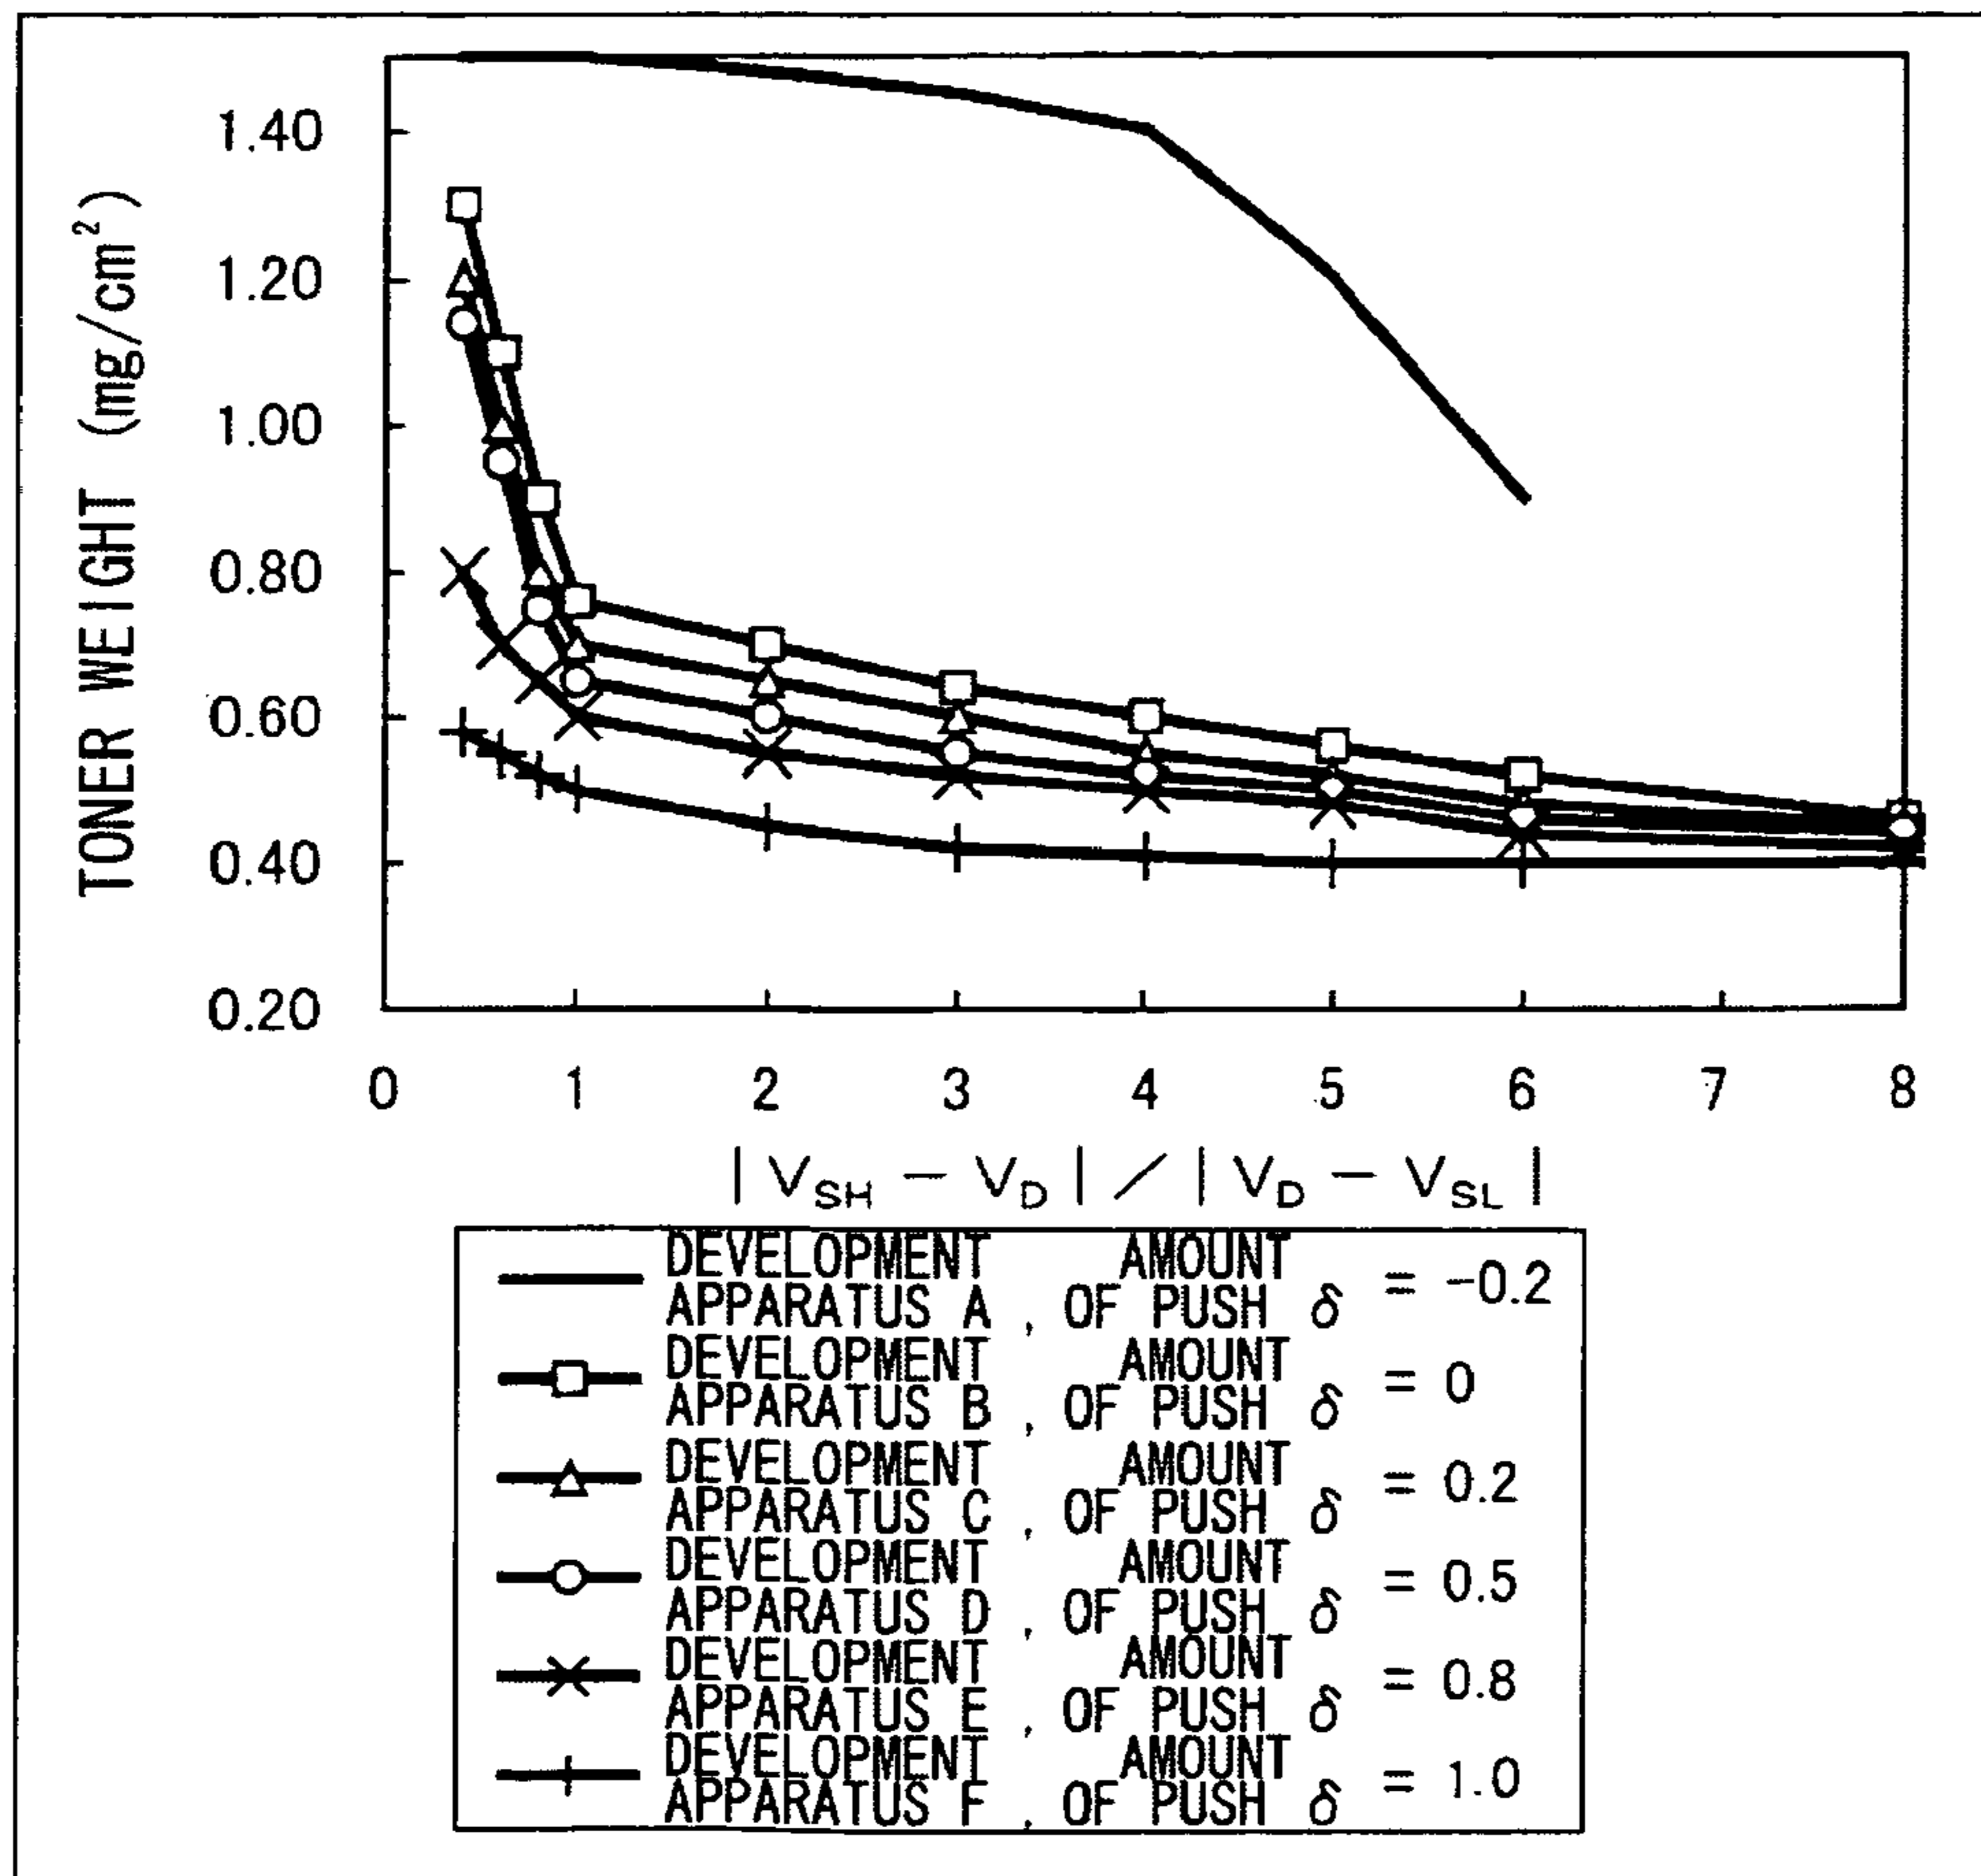 TONER WEIGHT (mg/cm²)
1.40
1.20
1.00
0.80
0.60
0.40
0.20
0 1 2 3 4 5 6 7 8
|V_SH − V_D| / |V_D − V_SL|
DEVELOPMENT APPARATUS A, AMOUNT OF PUSH δ = -0.2
DEVELOPMENT APPARATUS B, AMOUNT OF PUSH δ = 0
DEVELOPMENT APPARATUS C, AMOUNT OF PUSH δ = 0.2
DEVELOPMENT APPARATUS D, AMOUNT OF PUSH δ = 0.5
DEVELOPMENT APPARATUS E, AMOUNT OF PUSH δ = 0.8
DEVELOPMENT APPARATUS F, AMOUNT OF PUSH δ = 1.0